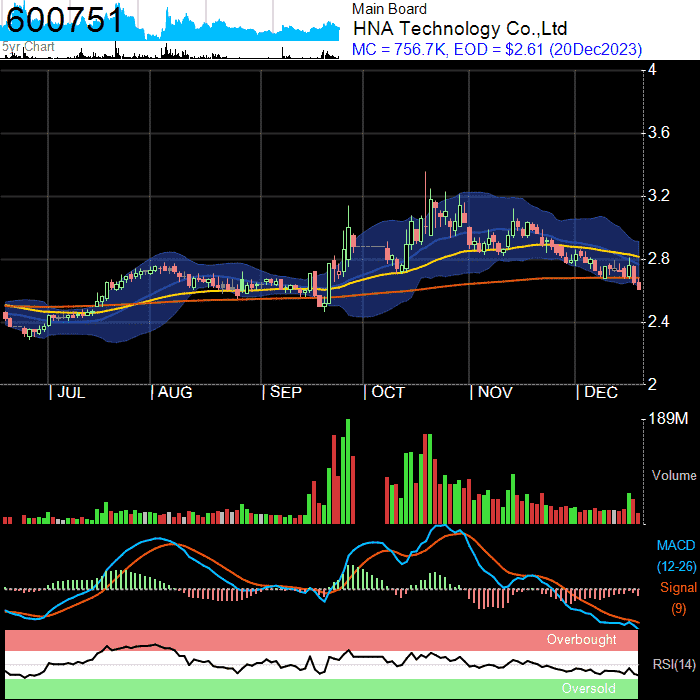 600751
5yr Chart
Main Board
HNA Technology Co.,Ltd
MC = 756.7K, EOD = $2.61 (20Dec2023)
4
3.6
3.2
2.8
2.4
2
JUL AUG SEP OCT NOV DEC
189M
Volume
MACD
(12-26)
Signal
(9)
Overbought
RSI(14)
Oversold